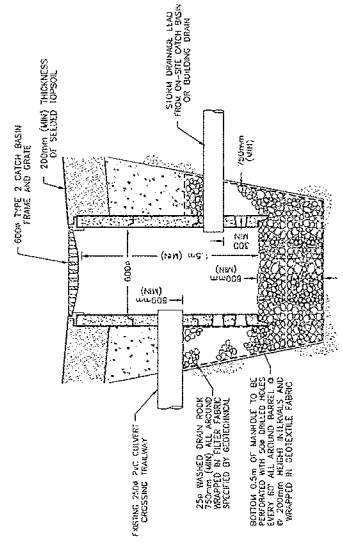 600ø TYPE 2 CATCH BASIN
FRAME AND GRATE
200mm (MIN) THICKNESS
OF SEEDED TOPSOIL
STORM DRAINAGE LEAD
FROM ON-SITE CATCH BASIN
OR BUILDING DRAIN
750mm
(MIN)
300
MIN
1.5m (MIN)
600ø
600mm
(MIN)
(MIN)
EXISTING 250ø PVC CULVERT
CROSSING TRAILWAY
25ø WASHED DRAIN ROCK
750mm (MIN) ALL AROUND
WRAPPED IN FILTER FABRIC
SPECIFIED BY GEOTECHNICAL
BOTTOM 0.5m OF MANHOLE TO BE
PERFORATED WITH 50ø DRILLED HOLES
EVERY 60° ALL AROUND BARREL @
@ 200mm HEIGHT INTERVALS AND
WRAPPED IN GEOTEXTILE FABRIC